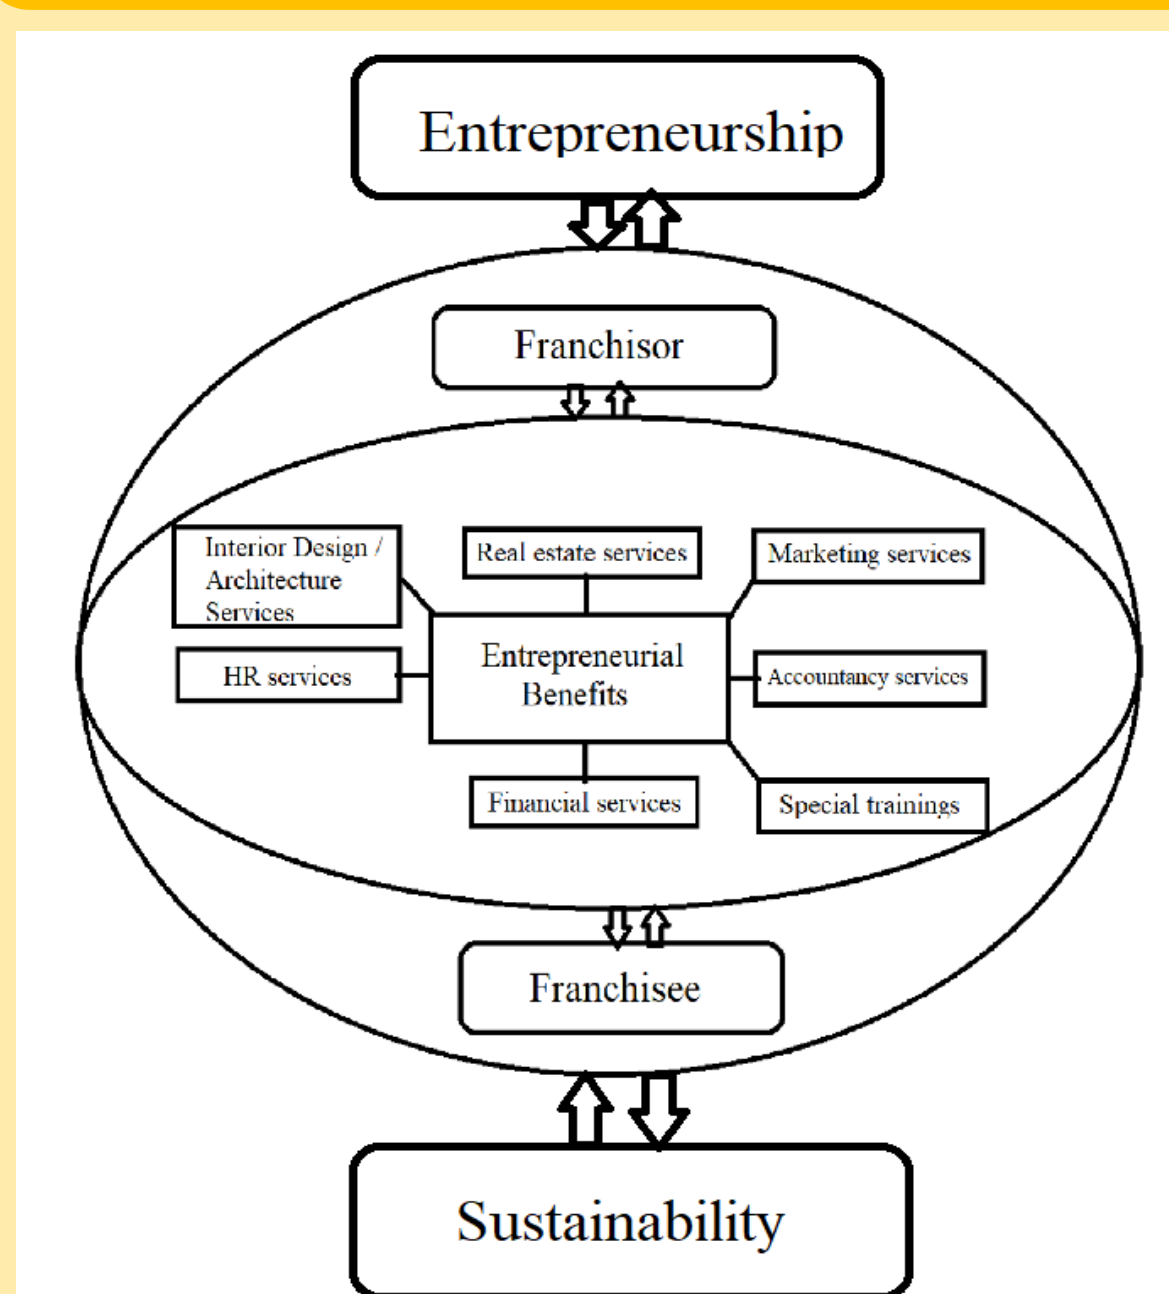 Entrepreneurship
Franchisor
Interior Design /
Architecture
Services
Real estate services
Marketing services
HR services
Entrepreneurial
Benefits
Accountancy services
Financial services
Special trainings
Franchisee
Sustainability